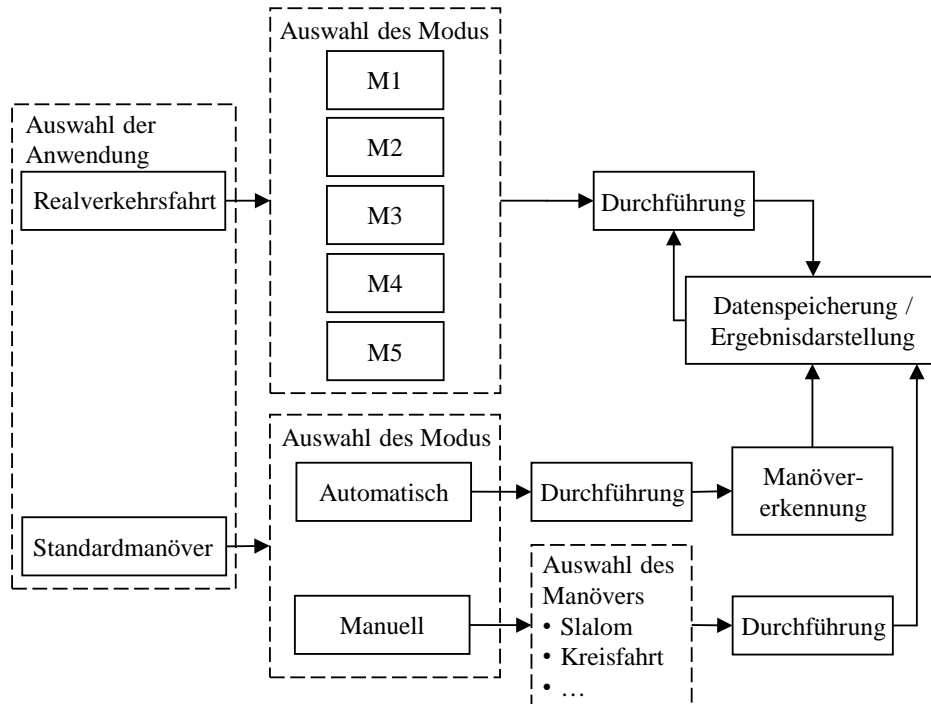 Auswahl der
Anwendung
Realverkehrsfahrt
Standardmanöver
Auswahl des Modus
M1
M2
M3
M4
M5
Durchführung
Datenspeicherung /
Ergebnisdarstellung
Auswahl des Modus
Automatisch
Durchführung
Manöver-
erkennung
Manuell
Auswahl des
Manövers
• Slalom
• Kreisfahrt
• …
Durchführung